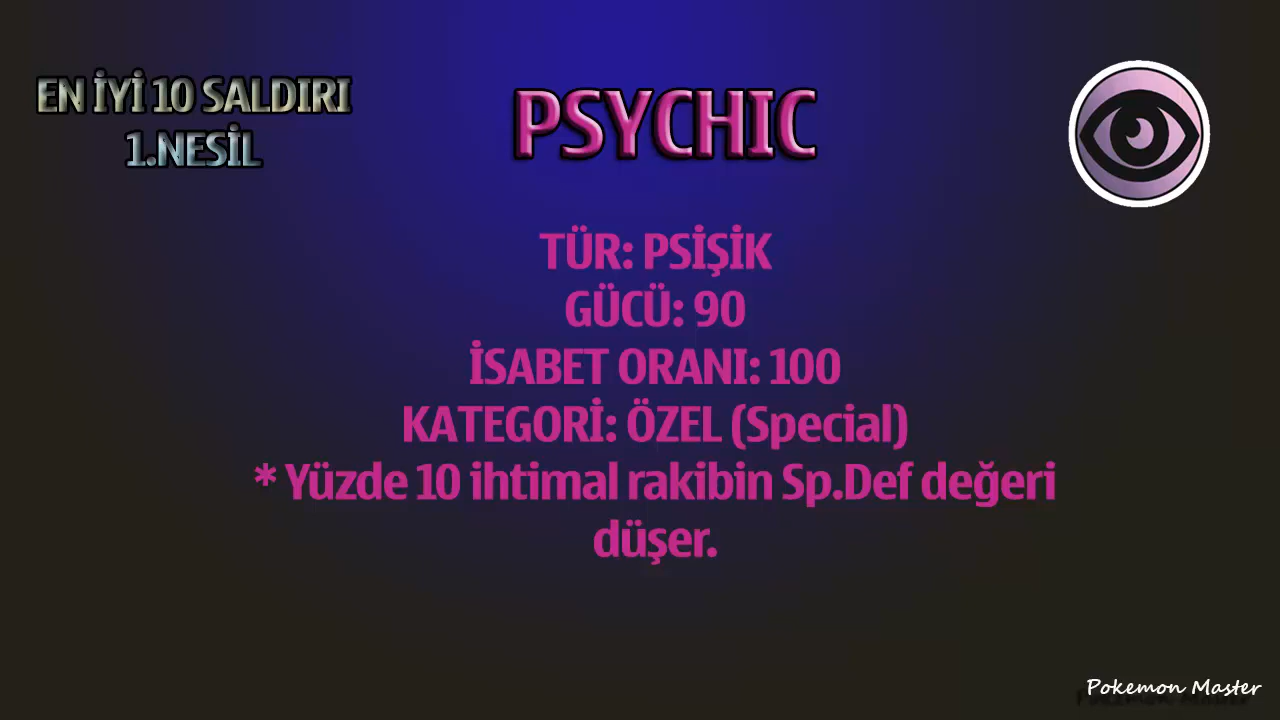 EN İYİ 10 SALDIRI
1.NESİL
PSYCHIC
TÜR: PSİŞİK
GÜCÜ: 90
İSABET ORANI: 100
KATEGORİ: ÖZEL (Special)
* Yüzde 10 ihtimal rakibin Sp.Def değeri
düşer.
Pokemon Master